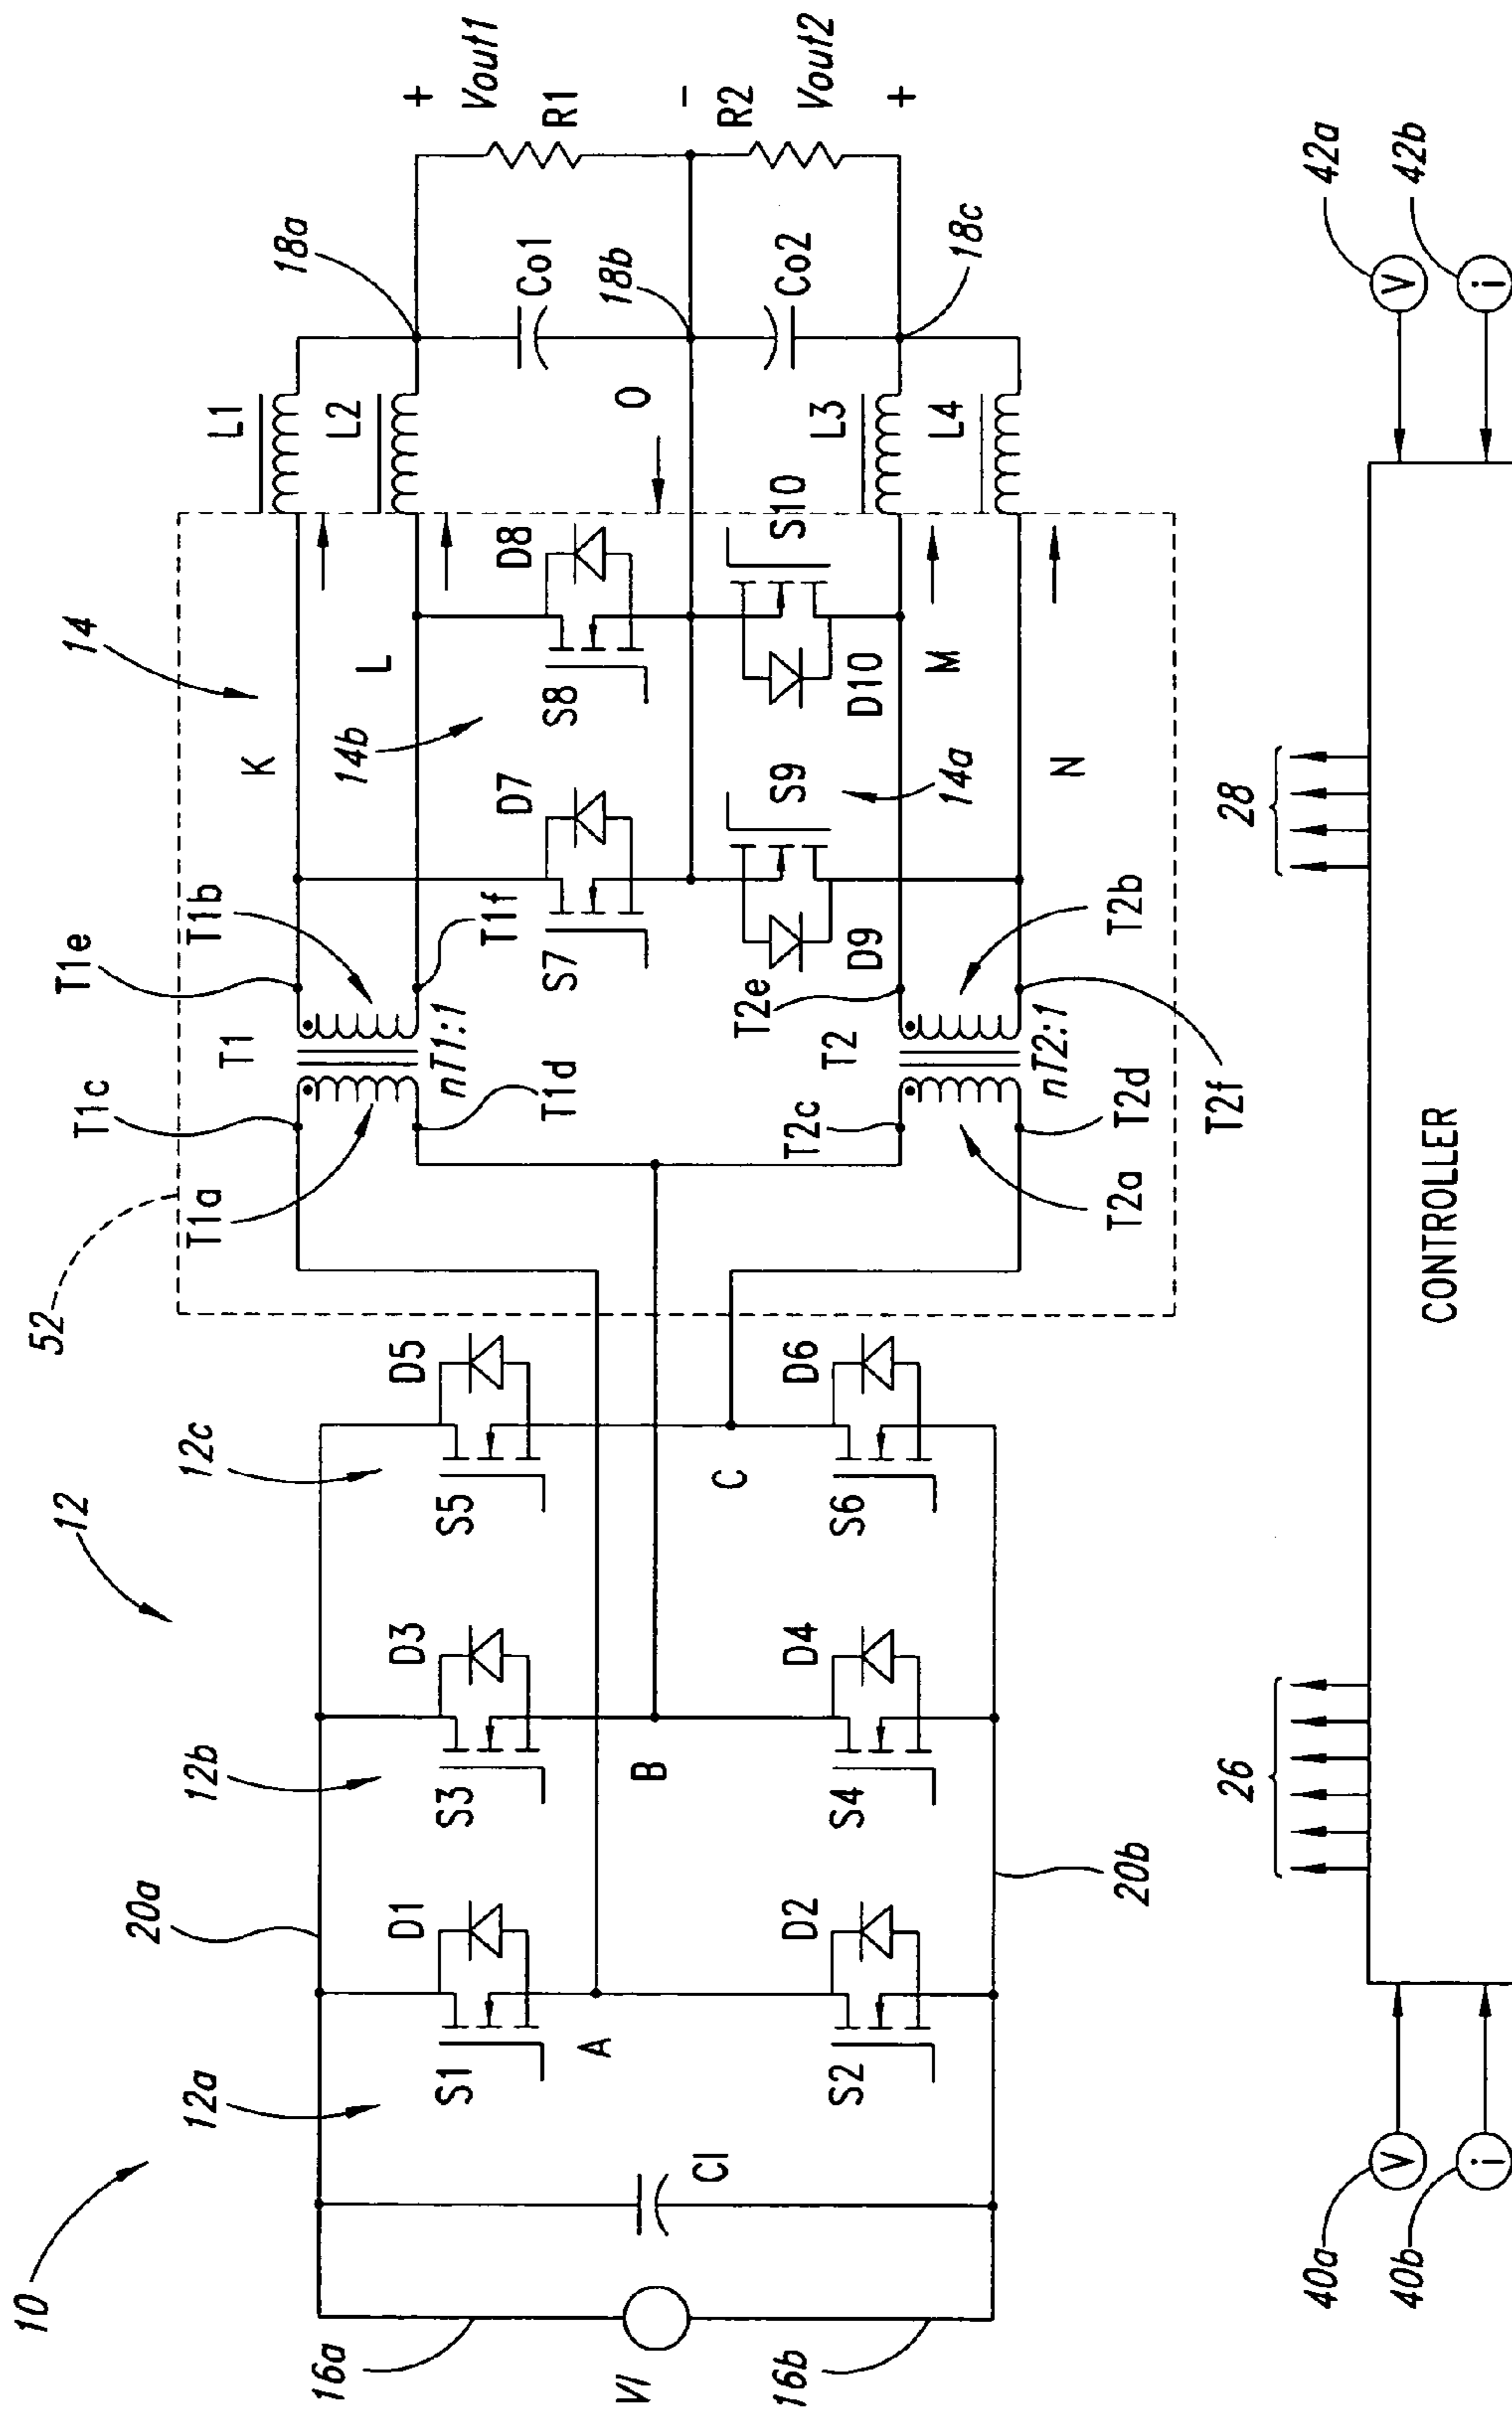 10
12
14
52
12a
12b
12c
20a
20b
16a
16b
VI
CI
S1
D1
S2
D2
A
S3
D3
S4
D4
B
S5
D5
S6
D6
C
T1c
T1e
T1
T1a
T1b
nT1:1
T1d
T1f
T2c
T2e
T2
T2a
T2b
nT2:1
T2d
T2f
K
L
M
N
O
14b
14a
S7
D7
S8
D8
S9
D9
S10
D10
L1
L2
L3
L4
18a
18b
18c
Co1
Co2
+
Vout1
R1
-
R2
Vout2
+
26
28
CONTROLLER
40a
V
40b
i
42a
V
42b
i